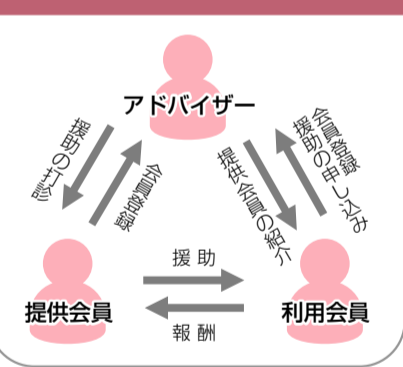 アドバイザー
援助の打診
会員登録
提供会員の紹介
会員登録
援助の申し込み
援助
提供会員
利用会員
報酬